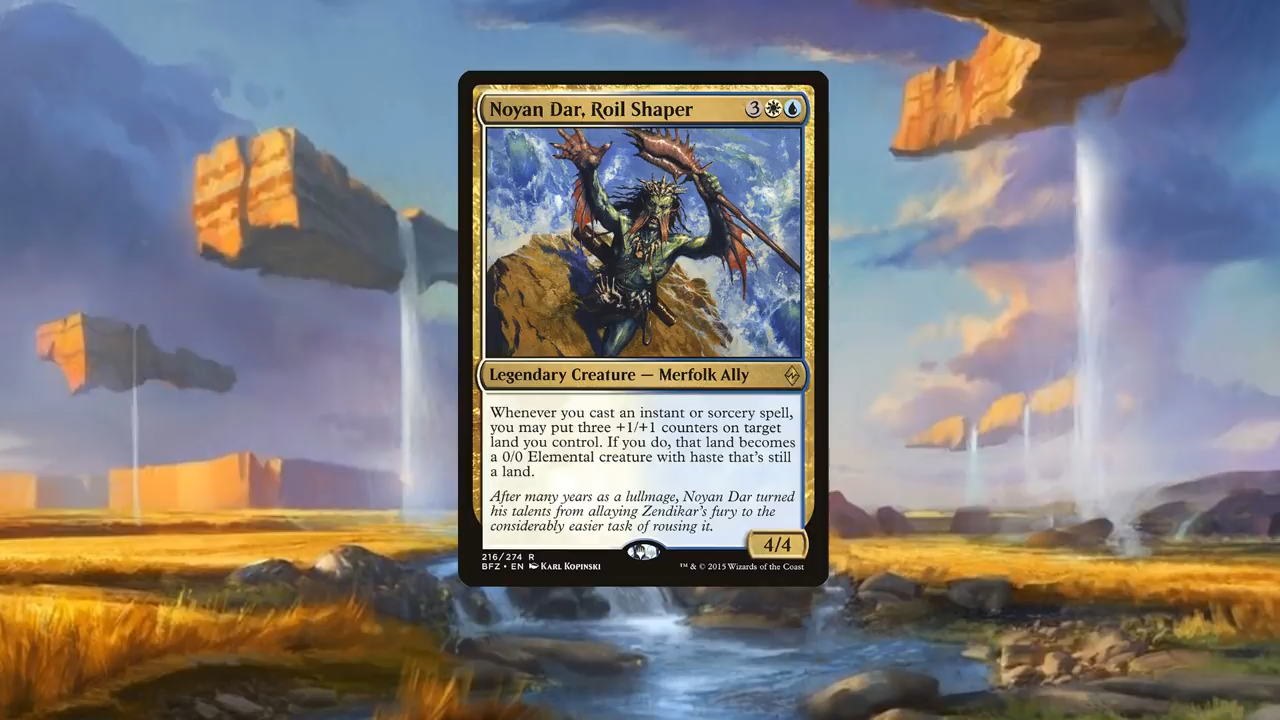 Noyan Dar, Roil Shaper 3
Legendary Creature — Merfolk Ally
Whenever you cast an instant or sorcery spell,
you may put three +1/+1 counters on target
land you control. If you do, that land becomes
a 0/0 Elemental creature with haste that's still
a land.
After many years as a lullmage, Noyan Dar turned
his talents from allaying Zendikar's fury to the
considerably easier task of rousing it.
4/4
216/274 R
BFZ • EN Karl Kopinski
™ & © 2015 Wizards of the Coast